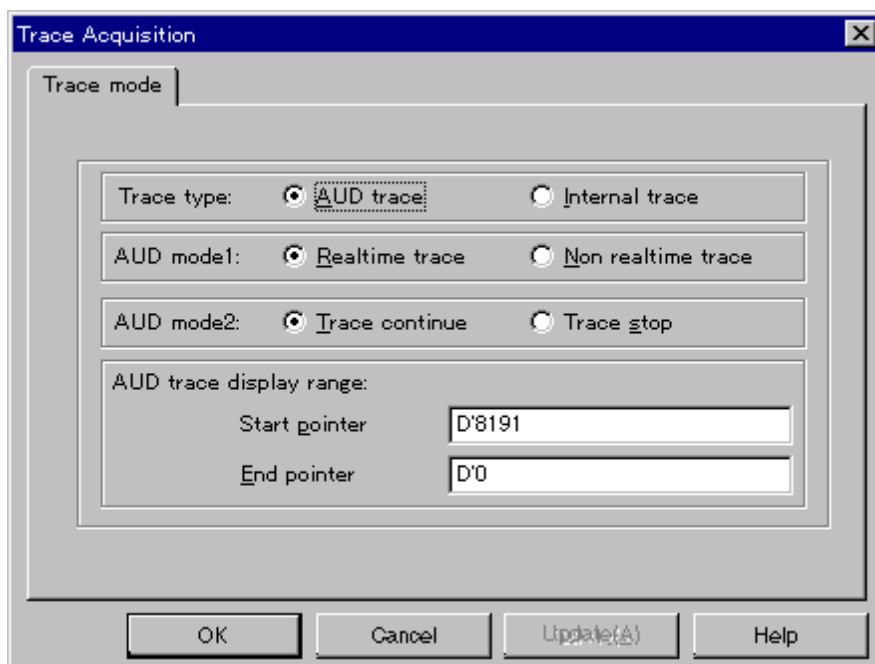 Trace Acquisition
Trace mode
Trace type: AUD trace Internal trace
AUD mode1: Realtime trace Non realtime trace
AUD mode2: Trace continue Trace stop
AUD trace display range:
Start pointer D'8191
End pointer D'0
OK Cancel Update(A) Help